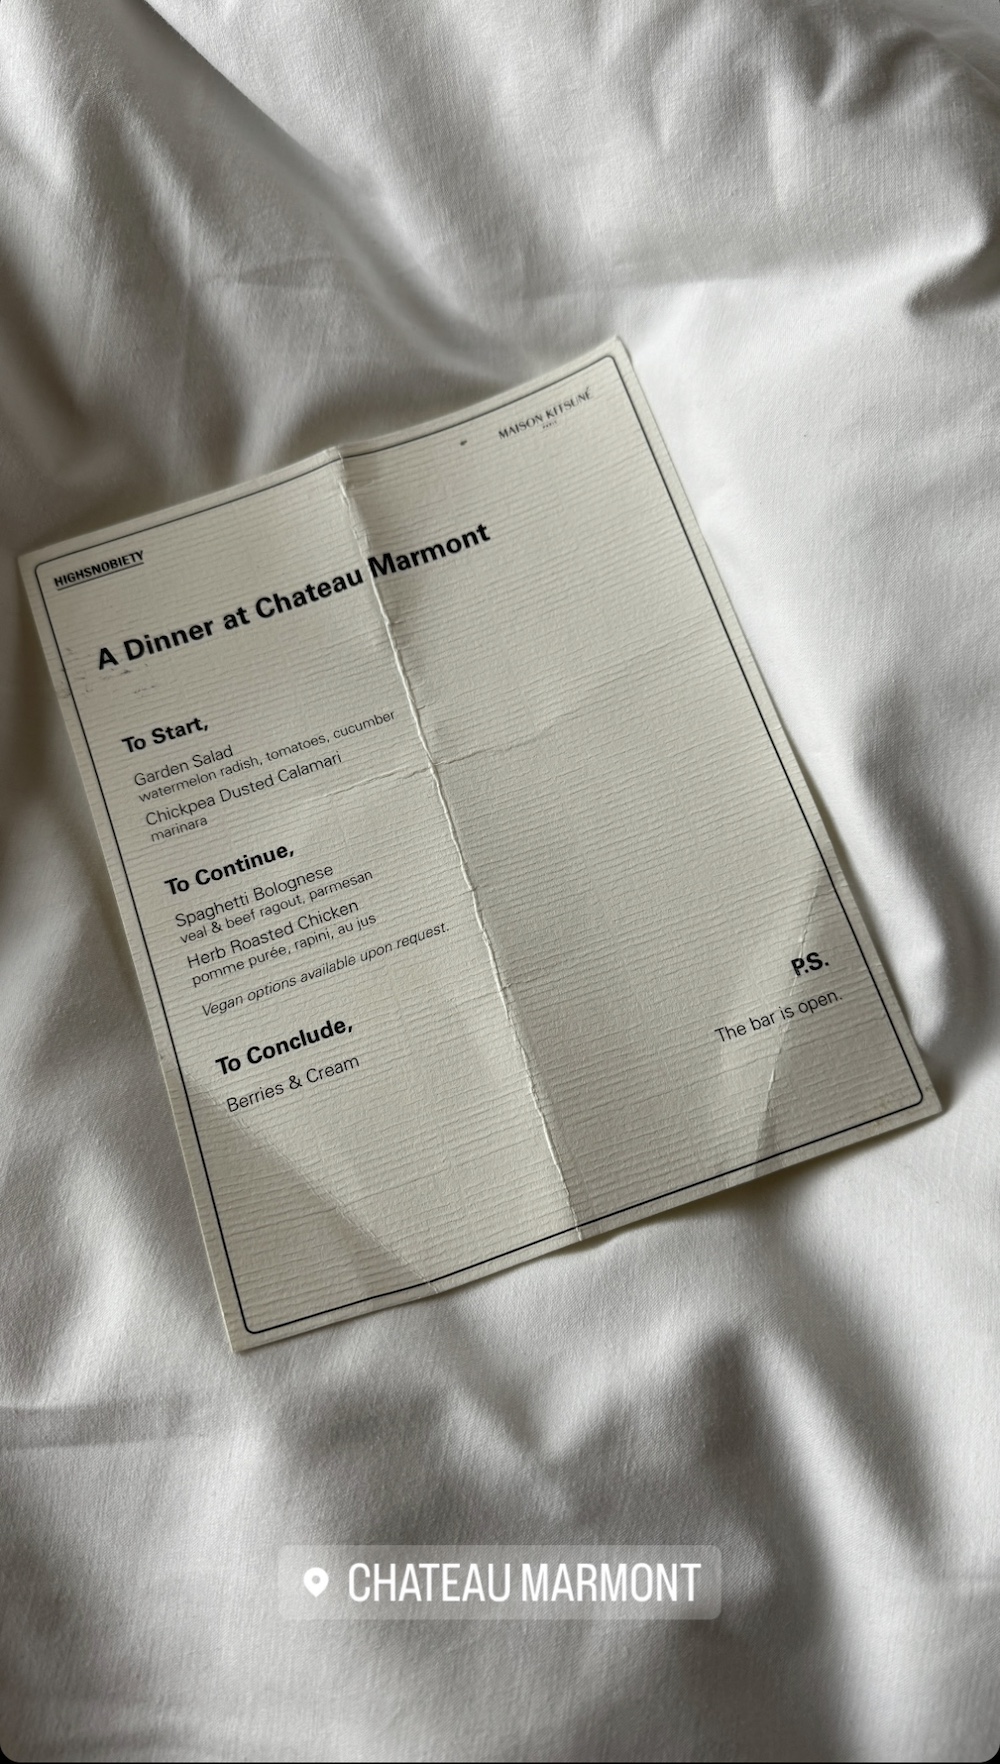 HIGHSNOBIETY
MAISON KITSUNÉ
A Dinner at Chateau Marmont
To Start,
Garden Salad
watermelon radish, tomatoes, cucumber
Chickpea Dusted Calamari
marinara
To Continue,
Spaghetti Bolognese
veal & beef ragout, parmesan
Herb Roasted Chicken
pomme purée, rapini, au jus
Vegan options available upon request.
To Conclude,
Berries & Cream
P.S.
The bar is open.
CHATEAU MARMONT